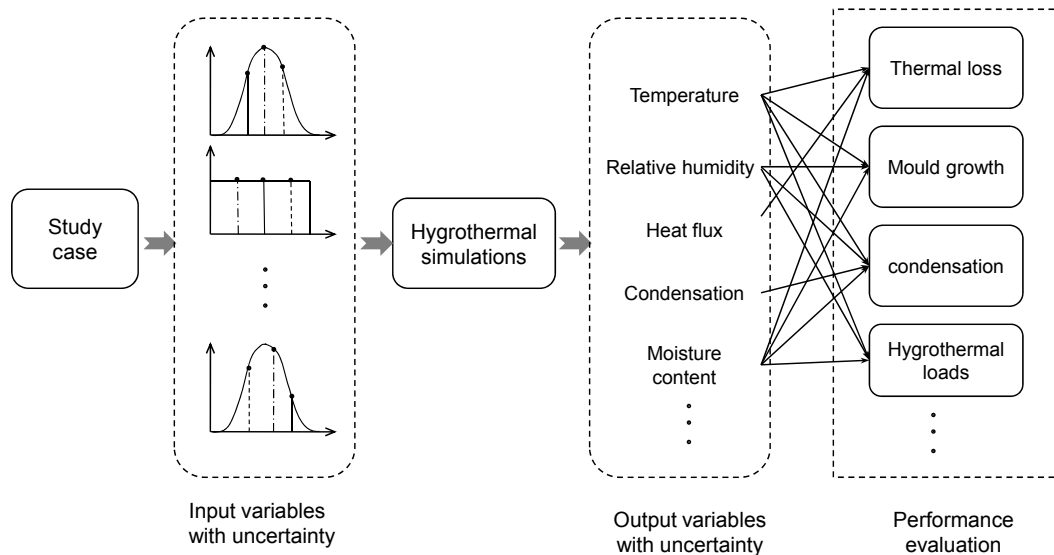 Study
case
Input variables
with uncertainty
Hygrothermal
simulations
Temperature
Relative humidity
Heat flux
Condensation
Moisture
content
Output variables
with uncertainty
Thermal loss
Mould growth
condensation
Hygrothermal
loads
Performance
evaluation